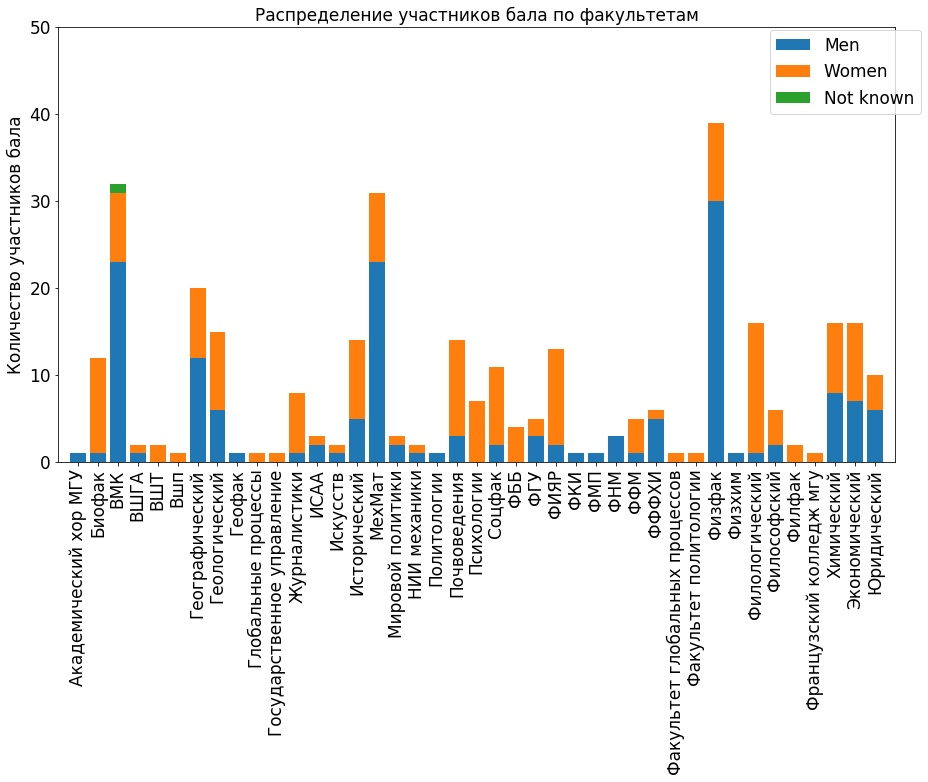 Распределение участников бала по факультетам
Количество участников бала
50
40
30
20
10
0
Men
Women
Not known
Академический хор МГУ
Биофак
ВМК
ВШГА
ВШТ
Вшп
Географический
Геологический
Геофак
Глобальные процессы
Государственное управление
Журналистики
ИСАА
Искусств
Исторический
МехМат
Мировой политики
НИИ механики
Политологии
Почвоведения
Психологии
Соцфак
ФББ
ФГУ
ФИЯР
ФКИ
ФМП
ФНМ
ФФМ
ФФФХИ
Факультет глобальных процессов
Факультет политологии
Физфак
Физхим
Филологический
Философский
Филфак
Французский колледж мгу
Химический
Экономический
Юридический